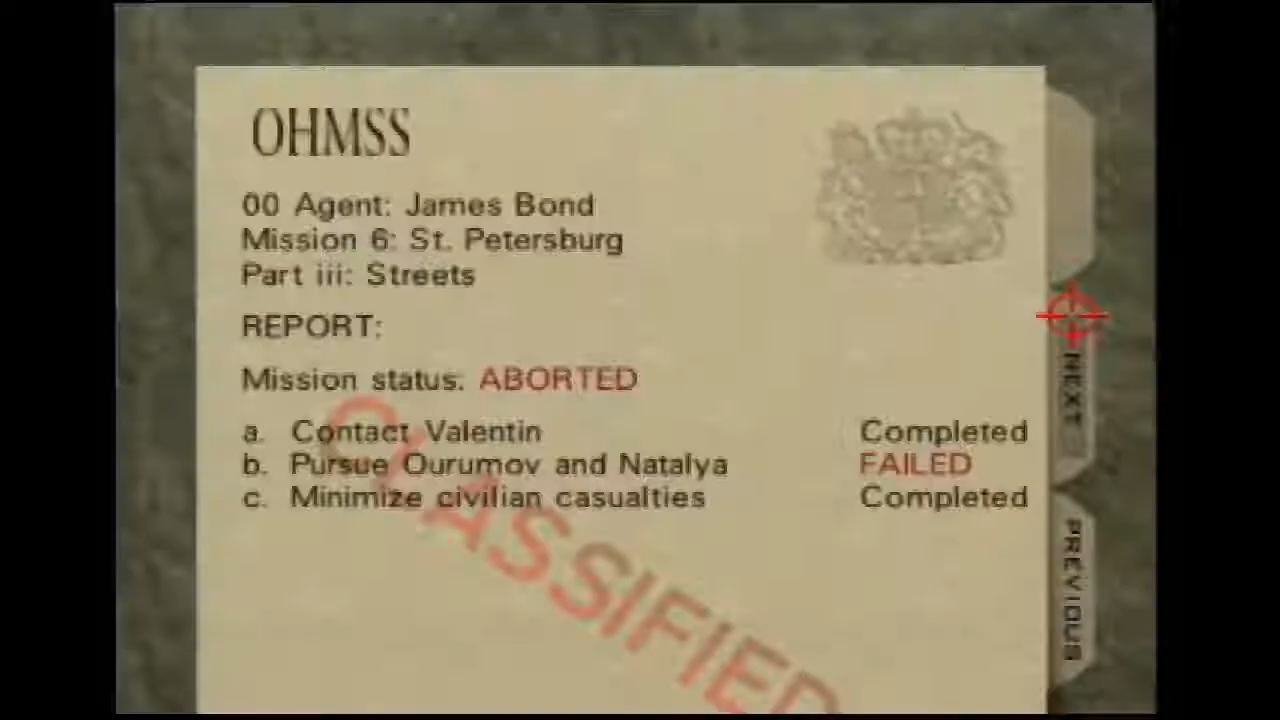 OHMSS
00 Agent: James Bond
Mission 6: St. Petersburg
Part iii: Streets
REPORT:
Mission status: ABORTED
a. Contact Valentin Completed
b. Pursue Ourumov and Natalya FAILED
c. Minimize civilian casualties Completed
CLASSIFIED
NEXT
PREVIOUS